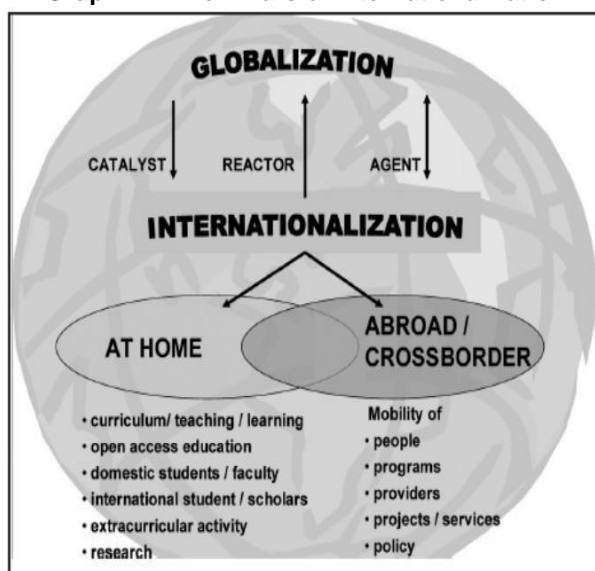 GLOBALIZATION
CATALYST REACTOR AGENT
INTERNATIONALIZATION
AT HOME
ABROAD /
CROSSBORDER
• curriculum/ teaching / learning
• open access education
• domestic students / faculty
• international student / scholars
• extracurricular activity
• research
Mobility of
• people
• programs
• providers
• projects / services
• policy